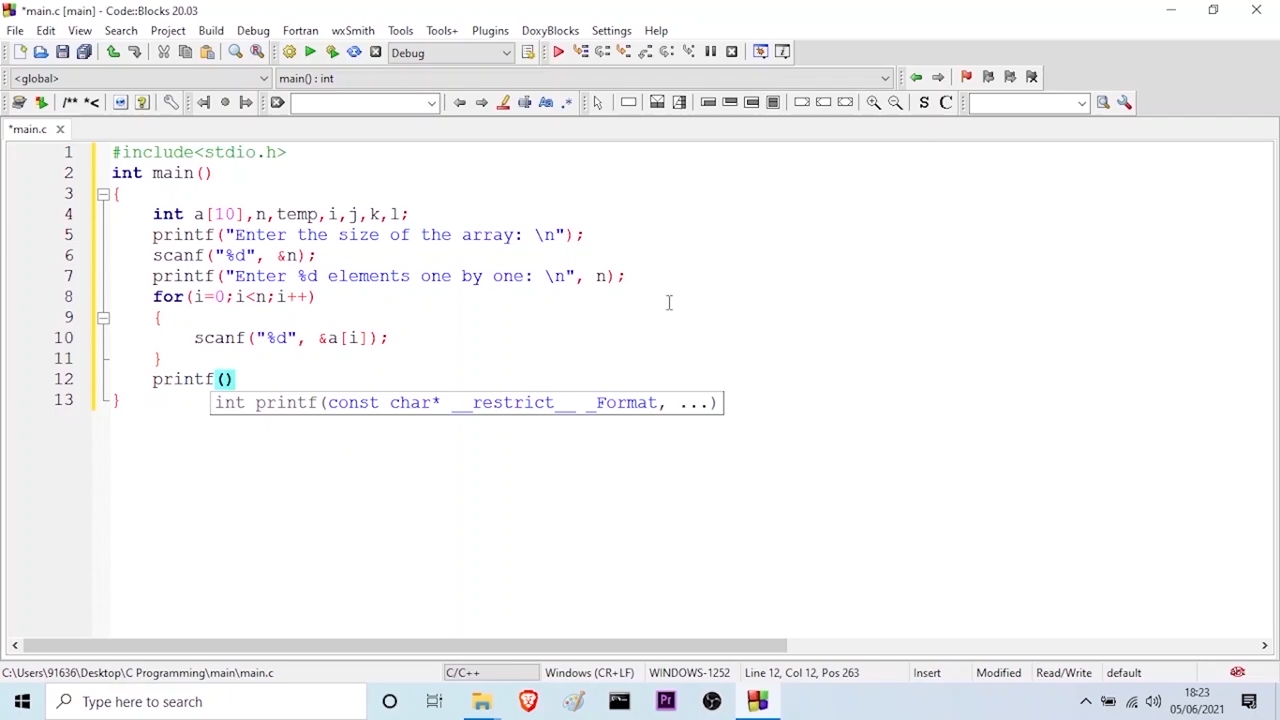 *main.c [main] - Code::Blocks 20.03
File Edit View Search Project Build Debug Fortran wxSmith Tools Tools+ Plugins DoxyBlocks Settings Help
Debug
<global> main() : int
/** *< Aa .* S C
*main.c
1 #include<stdio.h>
2 int main()
3 {
4 int a[10],n,temp,i,j,k,l;
5 printf("Enter the size of the array: \n");
6 scanf("%d", &n);
7 printf("Enter %d elements one by one: \n", n);
8 for(i=0;i<n;i++)
9 {
10 scanf("%d", &a[i]);
11 }
12 printf()
int printf(const char* __restrict__ _Format, ...)
13 }
C:\Users\91636\Desktop\C Programming\main\main.c C/C++ Windows (CR+LF) WINDOWS-1252 Line 12, Col 12, Pos 263 Insert Modified Read/Write default
Type here to search Pr 18:23
05/06/2021